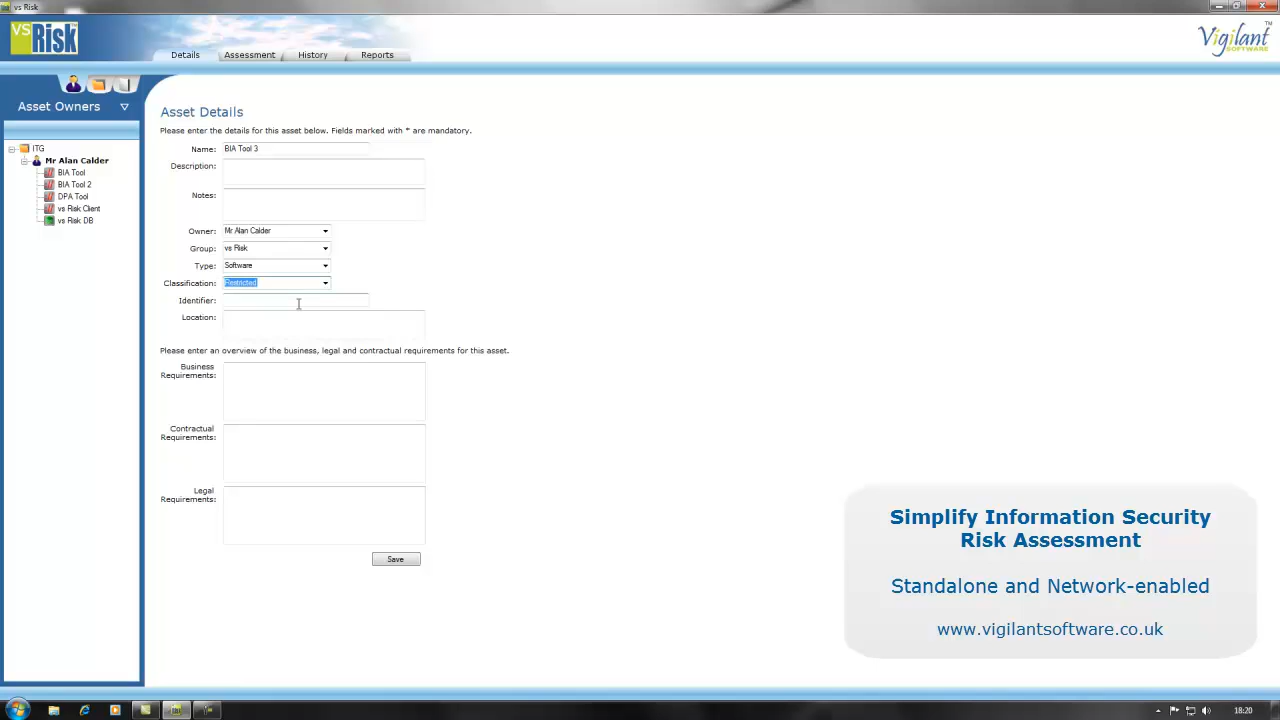 vs Risk
vs Risk™
Vigilant™
SOFTWARE
Details
Assessment
History
Reports
Asset Owners
ITG
Mr Alan Calder
BIA Tool
BIA Tool 2
DPA Tool
vs Risk Client
vs Risk DB
Asset Details
Please enter the details for this asset below. Fields marked with * are mandatory.
Name: BIA Tool 3
Description:
Notes:
Owner: Mr Alan Calder
Group: vs Risk
Type: Software
Classification: Restricted
Identifier:
Location:
Please enter an overview of the business, legal and contractual requirements for this asset.
Business
Requirements:
Contractual
Requirements:
Legal
Requirements:
Save
Simplify Information Security
Risk Assessment
Standalone and Network-enabled
www.vigilantsoftware.co.uk
18:20